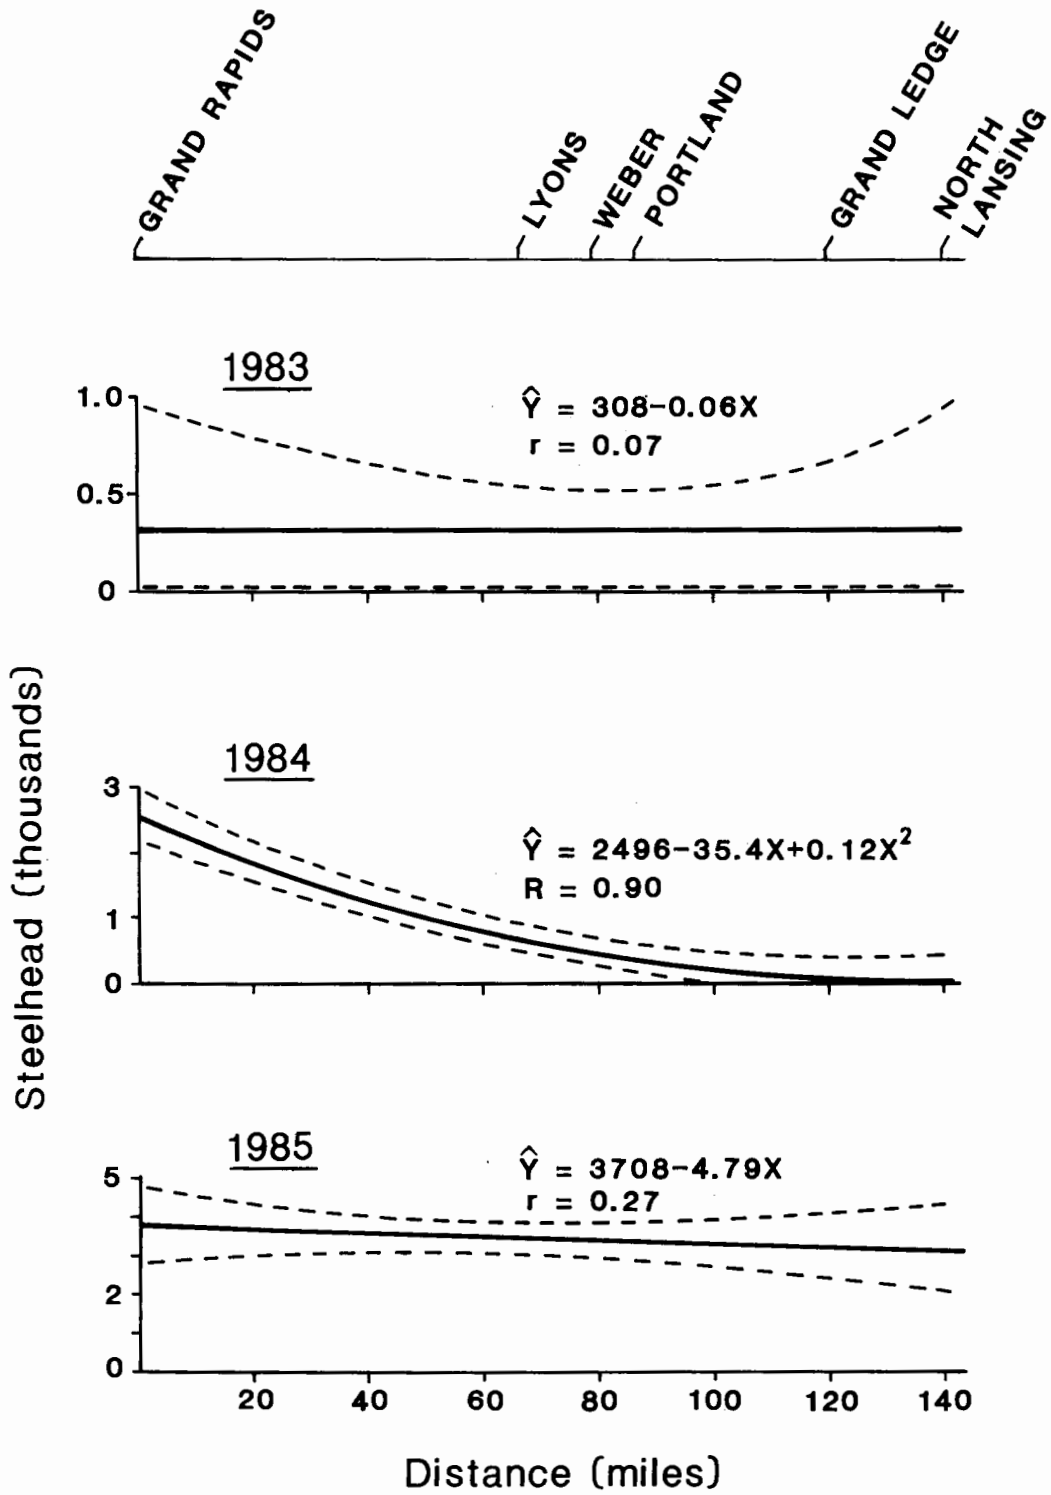 GRAND RAPIDS
LYONS
WEBER
PORTLAND
GRAND LEDGE
NORTH
LANSING
1983
1.0
0.5
0
Ŷ = 308-0.06X
r = 0.07
1984
3
1
0
Ŷ = 2496-35.4X+0.12X²
R = 0.90
1985
5
2
0
Ŷ = 3708-4.79X
r = 0.27
20 40 60 80 100 120 140
Steelhead (thousands)
Distance (miles)